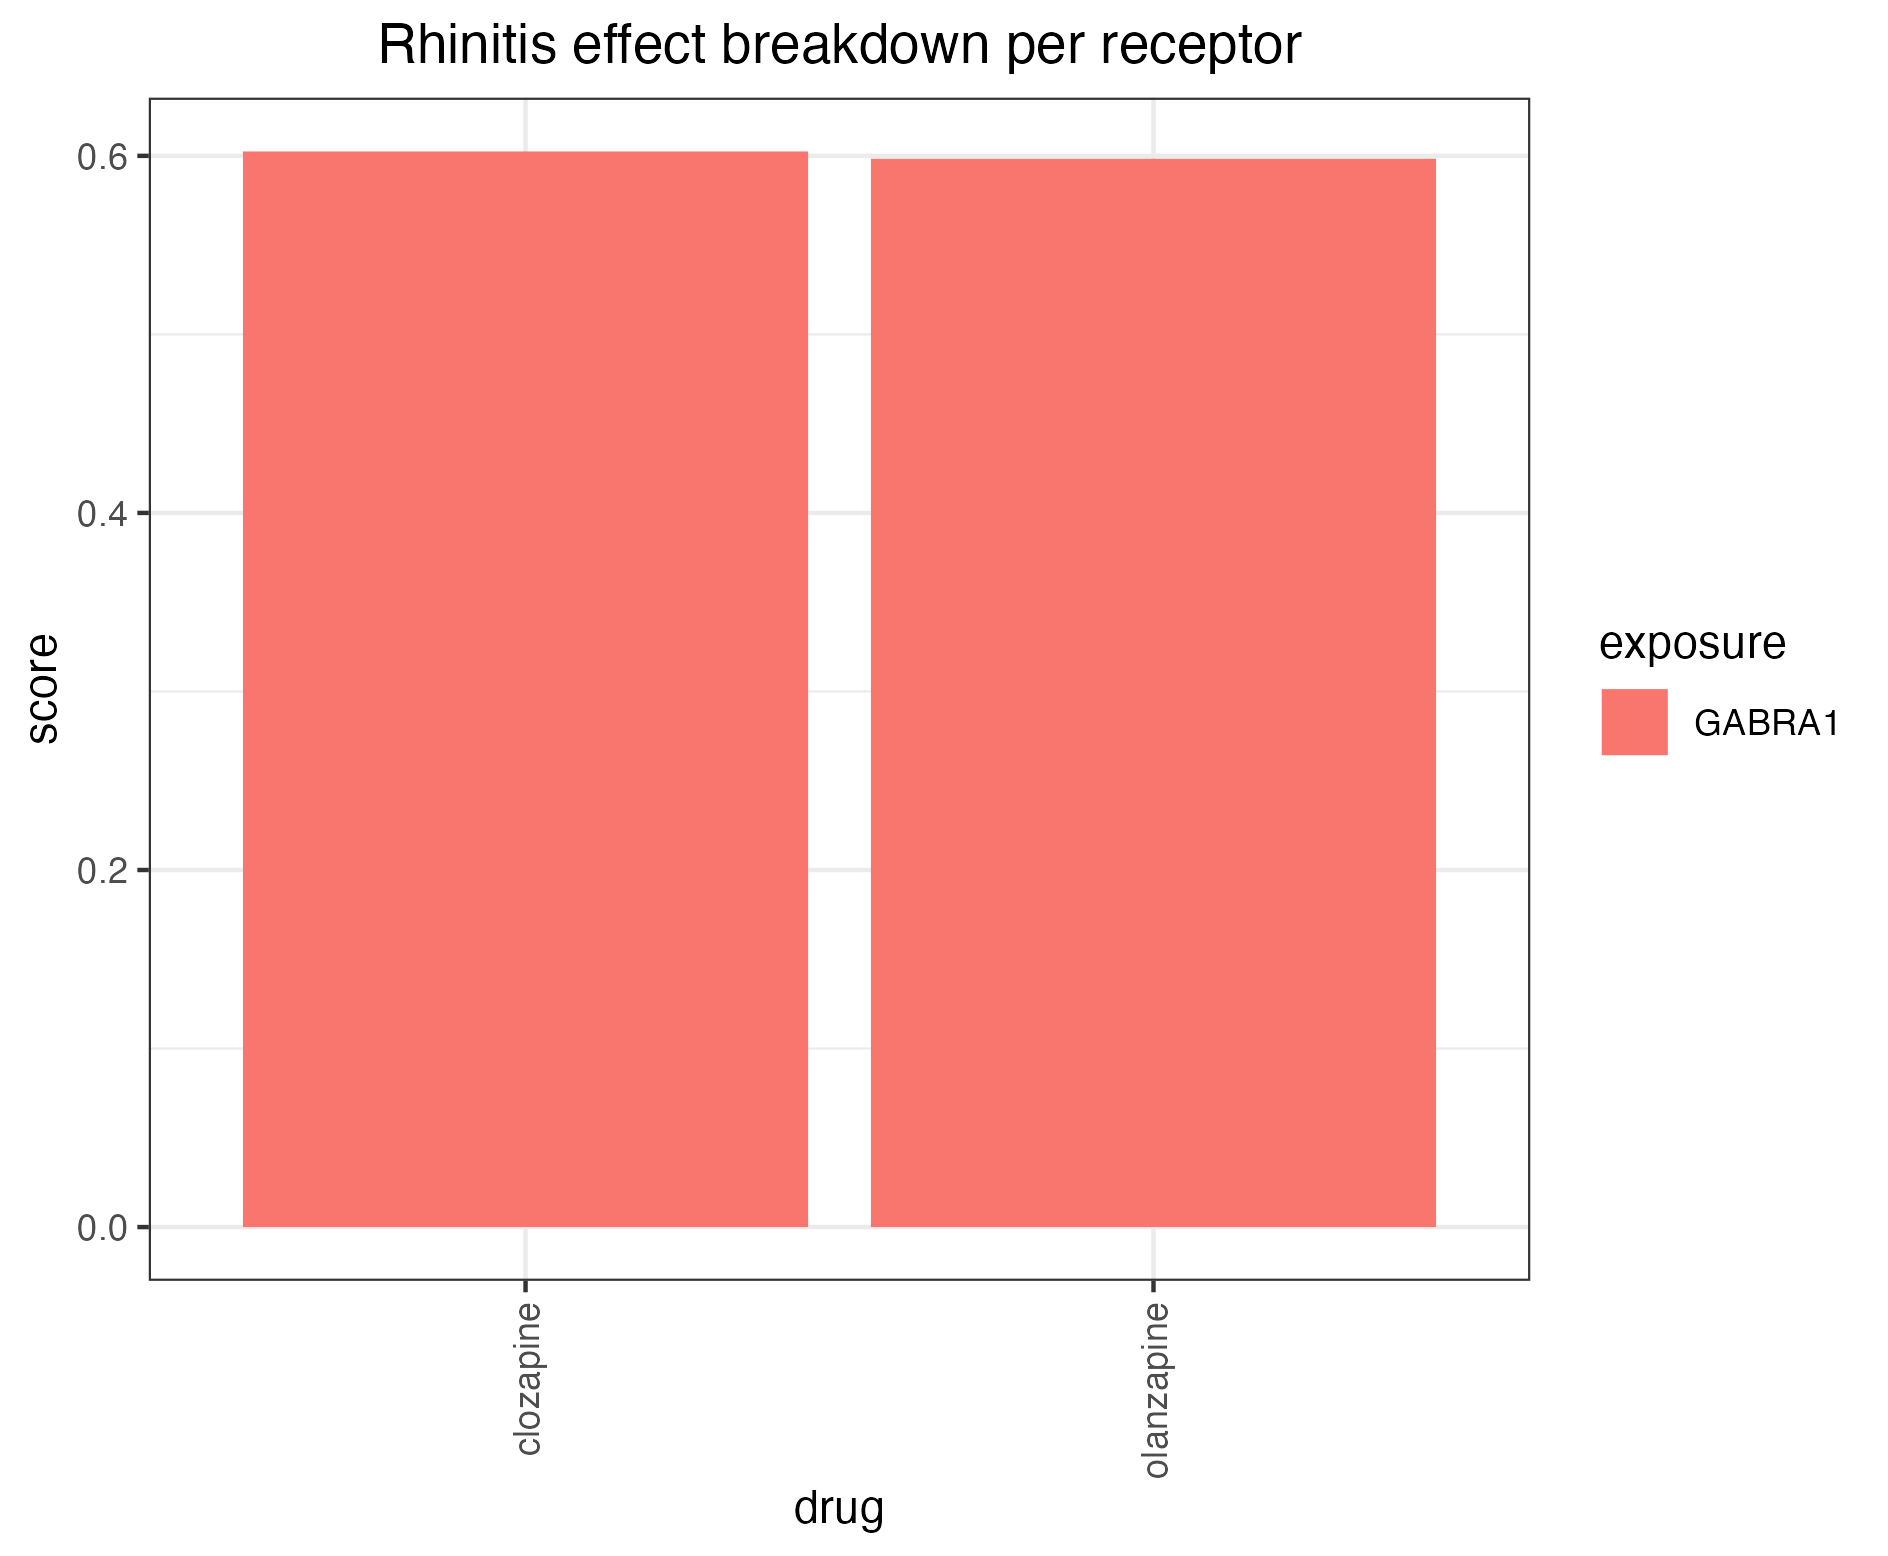 Rhinitis effect breakdown per receptor
score
0.6
0.4
0.2
0.0
clozapine
olanzapine
drug
exposure
GABRA1